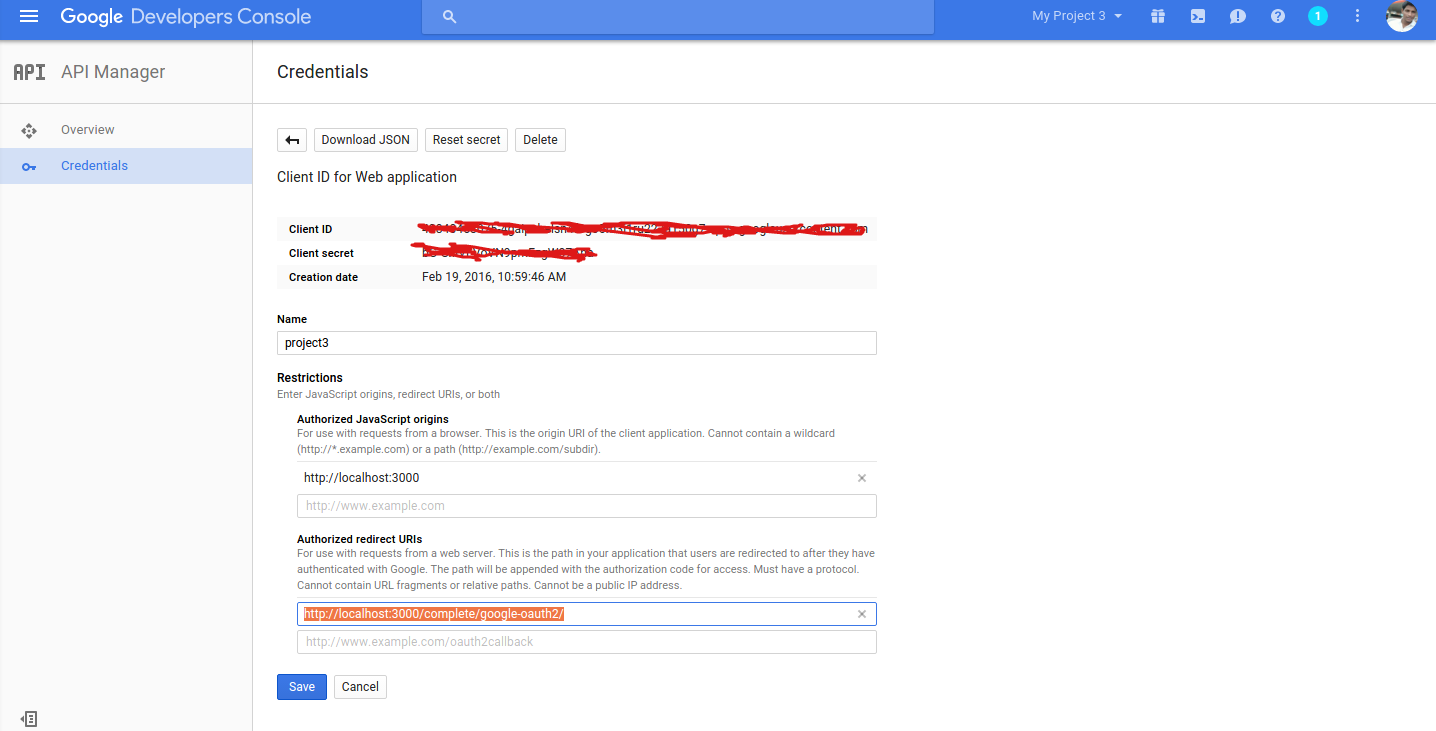 Google Developers Console
My Project 3
1
API API Manager
Credentials
Overview
Credentials
Download JSON
Reset secret
Delete
Client ID for Web application
Client ID
Client secret
Creation date Feb 19, 2016, 10:59:46 AM
Name
project3
Restrictions
Enter JavaScript origins, redirect URIs, or both
Authorized JavaScript origins
For use with requests from a browser. This is the origin URI of the client application. Cannot contain a wildcard
(http://*.example.com) or a path (http://example.com/subdir).
http://localhost:3000
http://www.example.com
Authorized redirect URIs
For use with requests from a web server. This is the path in your application that users are redirected to after they have
authenticated with Google. The path will be appended with the authorization code for access. Must have a protocol.
Cannot contain URL fragments or relative paths. Cannot be a public IP address.
http://localhost:3000/complete/google-oauth2/
http://www.example.com/oauth2callback
Save
Cancel